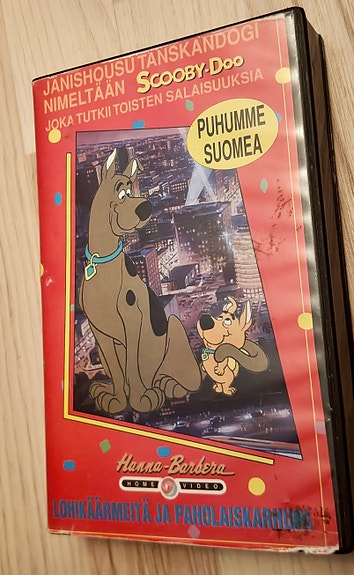 JÄNISHOUSU TANSKANDOGI
NIMELTÄÄN SCOOBY-DOO
JOKA TUTKII TOISTEN SALAISUUKSIA
PUHUMME
SUOMEA
Hanna-Barbera
HOME VIDEO
LOHIKÄÄRMEITÄ JA PAHOLAISKARHUJA